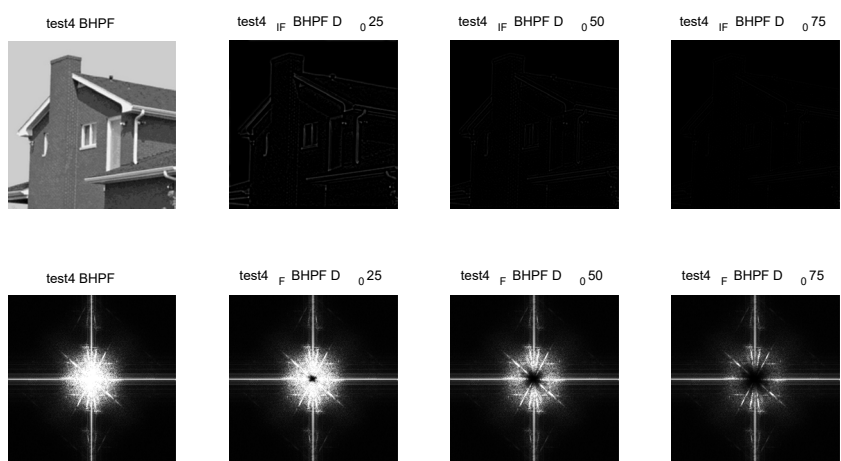 test4 BHPF
test4 IF BHPF D 0 25
test4 IF BHPF D 0 50
test4 IF BHPF D 0 75
test4 BHPF
test4 F BHPF D 0 25
test4 F BHPF D 0 50
test4 F BHPF D 0 75